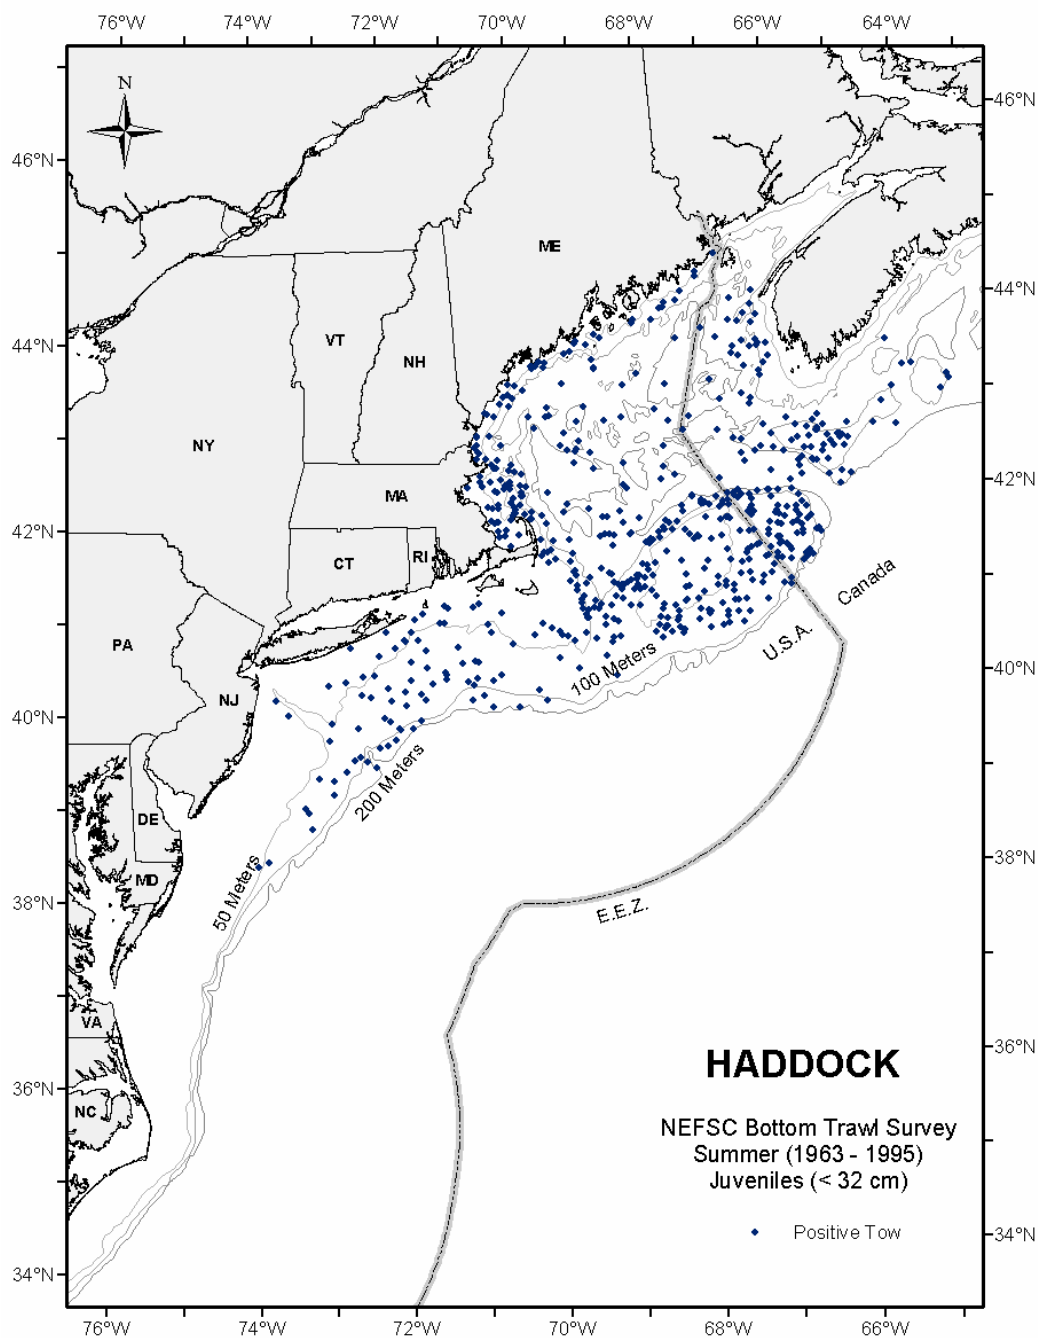 76°W 74°W 72°W 70°W 68°W 66°W 64°W
N
46°N
46°N
ME
44°N
VT
44°N
NH
NY
42°N
MA
42°N
CT
RI
Canada
PA
U.S.A.
40°N
100 Meters
NJ
40°N
200 Meters
DE
38°N
MD
50 Meters
38°N
E.E.Z.
VA
36°N
HADDOCK
36°N
NC
NEFSC Bottom Trawl Survey
Summer (1963 - 1995)
Juveniles (< 32 cm)
Positive Tow
34°N
34°N
76°W 74°W 72°W 70°W 68°W 66°W